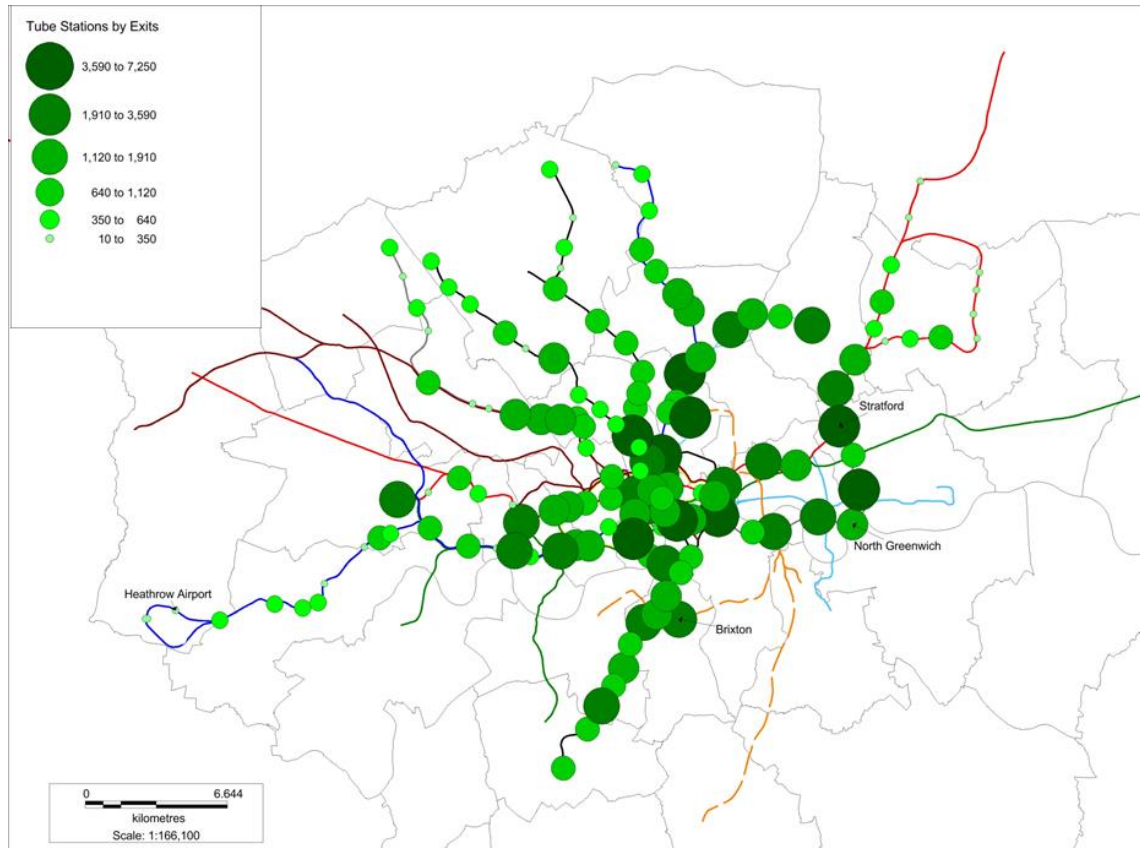 Tube Stations by Exits
3,590 to 7,250
1,910 to 3,590
1,120 to 1,910
640 to 1,120
350 to 640
10 to 350
Stratford
North Greenwich
Heathrow Airport
Brixton
0 6.644
kilometres
Scale: 1:166,100